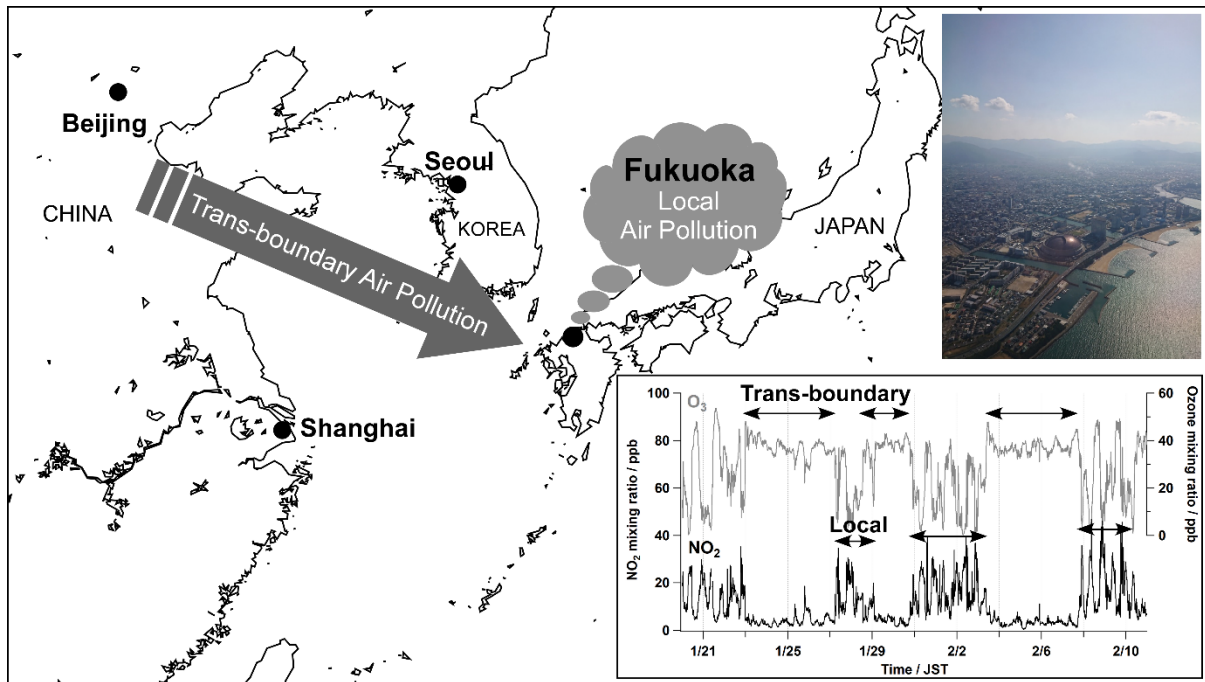 Beijing
Seoul
CHINA
KOREA
JAPAN
Trans-boundary Air Pollution
Fukuoka
Local
Air Pollution
Shanghai
Trans-boundary
O₃
Local
NO₂
NO₂ mixing ratio / ppb
100
80
60
40
20
0
Ozone mixing ratio / ppb
60
40
20
0
1/21
1/25
1/29
2/2
2/6
2/10
Time / JST